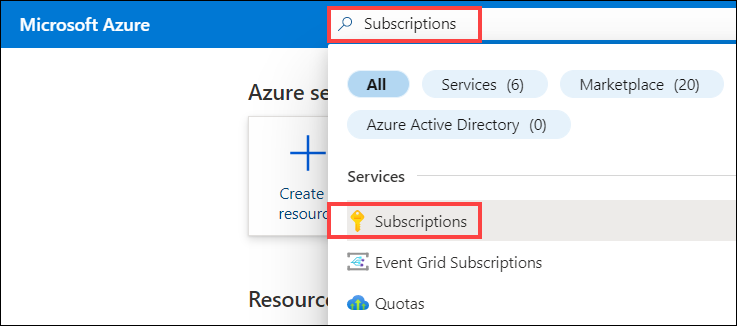 Microsoft Azure
Subscriptions
All
Services (6)
Marketplace (20)
Azure Active Directory (0)
Azure se
Create
resourc
Services
Subscriptions
Event Grid Subscriptions
Quotas
Resource